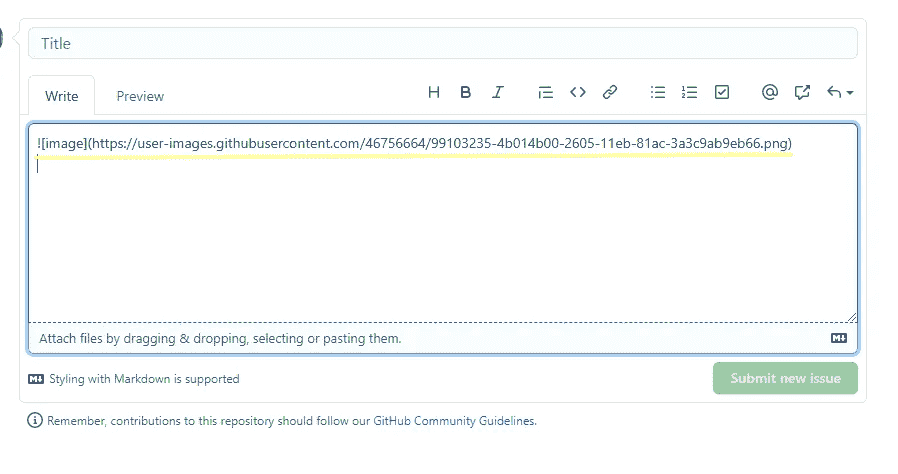 Title
Write Preview
![image](https://user-images.githubusercontent.com/46756664/99103235-4b014b00-2605-11eb-81ac-3a3c9ab9eb66.png)
Attach files by dragging & dropping, selecting or pasting them.
Styling with Markdown is supported
Submit new issue
Remember, contributions to this repository should follow our GitHub Community Guidelines.